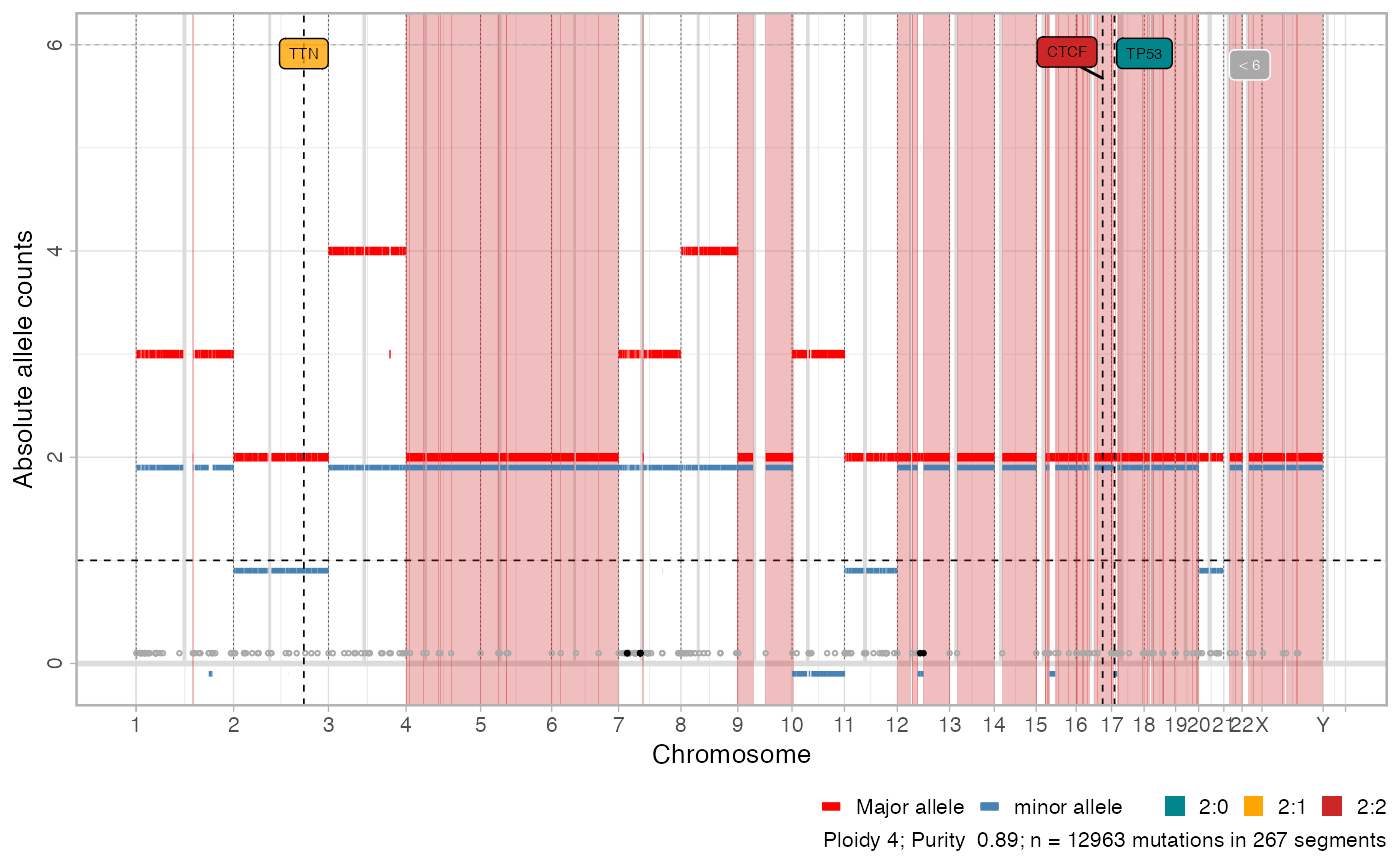 6
TTN
CTCF
TP53
< 6
4
2
0
Absolute allele counts
1 2 3 4 5 6 7 8 9 10 11 12 13 14 15 16 17 18 19 20 21 22 X Y
Chromosome
Major allele minor allele 2:0 2:1 2:2
Ploidy 4; Purity 0.89; n = 12963 mutations in 267 segments